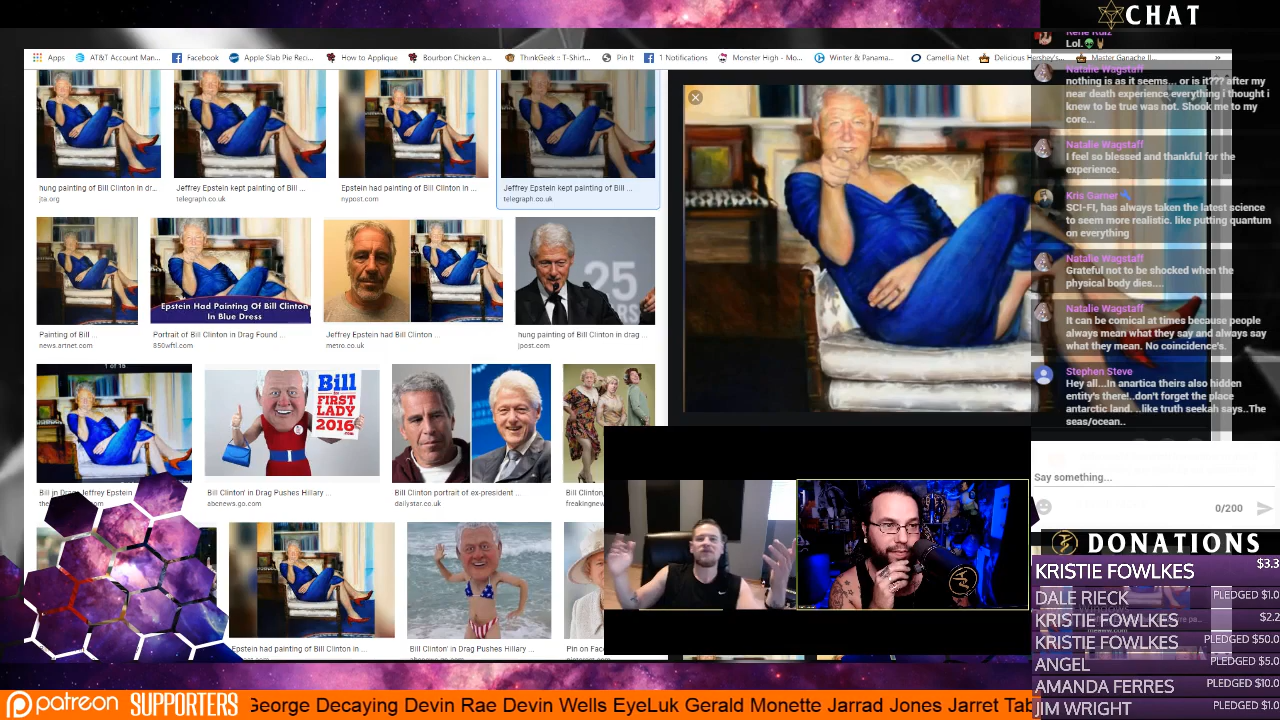 CHAT
Apps
AT&T Account Man...
Facebook
Apple Slab Pie Reci...
How to Applique
Bourbon Chicken a...
ThinkGeek :: T-Shirt...
Pin It
1 Notifications
Monster High - Mo...
Winter & Panama...
Camellia Net
Delicious Hershey's...
Master Ganache II...
»
hung painting of Bill Clinton in dr...
jta.org
Jeffrey Epstein kept painting of Bill ...
telegraph.co.uk
Epstein had painting of Bill Clinton in ...
nypost.com
Jeffrey Epstein kept painting of Bill ...
telegraph.co.uk
Epstein Had Painting Of Bill Clinton
In Blue Dress
25
Painting of Bill ...
news.artnet.com
Portrait of Bill Clinton in Drag Found ...
850wftl.com
Jeffrey Epstein had Bill Clinton ...
metro.co.uk
hung painting of Bill Clinton in drag ...
jpost.com
1 of 15
Bill
FIRST
LADY
2016
Bill in Drag: Jeffrey Epstein
Bill Clinton' in Drag Pushes Hillary ...
abcnews.go.com
Bill Clinton portrait of ex-president ...
dailystar.co.uk
Bill Clinton,
freakingnew
Epstein had painting of Bill Clinton in ...
Bill Clinton' in Drag Pushes Hillary ...
Pin on Fac
Rene Ruiz
Lol.👽🤘
Natalie Wagstaff
nothing is as it seems... or is it??? after my
near death experience everything i thought i
knew to be true was not. Shook me to my
core...
Natalie Wagstaff
I feel so blessed and thankful for the
experience.
Kris Garner
SCI-FI, has always taken the latest science
to seem more realistic. like putting quantum
on everything
Natalie Wagstaff
Grateful not to be shocked when the
physical body dies....
Natalie Wagstaff
It can be comical at times because people
always mean what they say and always say
what they mean. No coincidence's.
Stephen Steve
Hey all...In anartica theirs also hidden
entity's there!..don't forget the place
antarctic land. ..like truth seekah says..The
seas/ocean..
Say something...
0/200
DONATIONS
KRISTIE FOWLKES $3.3
DALE RIECK PLEDGED $1.0
KRISTIE FOWLKES $2.2
KRISTIE FOWLKES PLEDGED $50.0
ANGEL PLEDGED $5.0
AMANDA FERRES PLEDGED $10.0
JIM WRIGHT PLEDGED $1.0
patreon SUPPORTERS
George Decaying Devin Rae Devin Wells EyeLuk Gerald Monette Jarrad Jones Jarret Tab